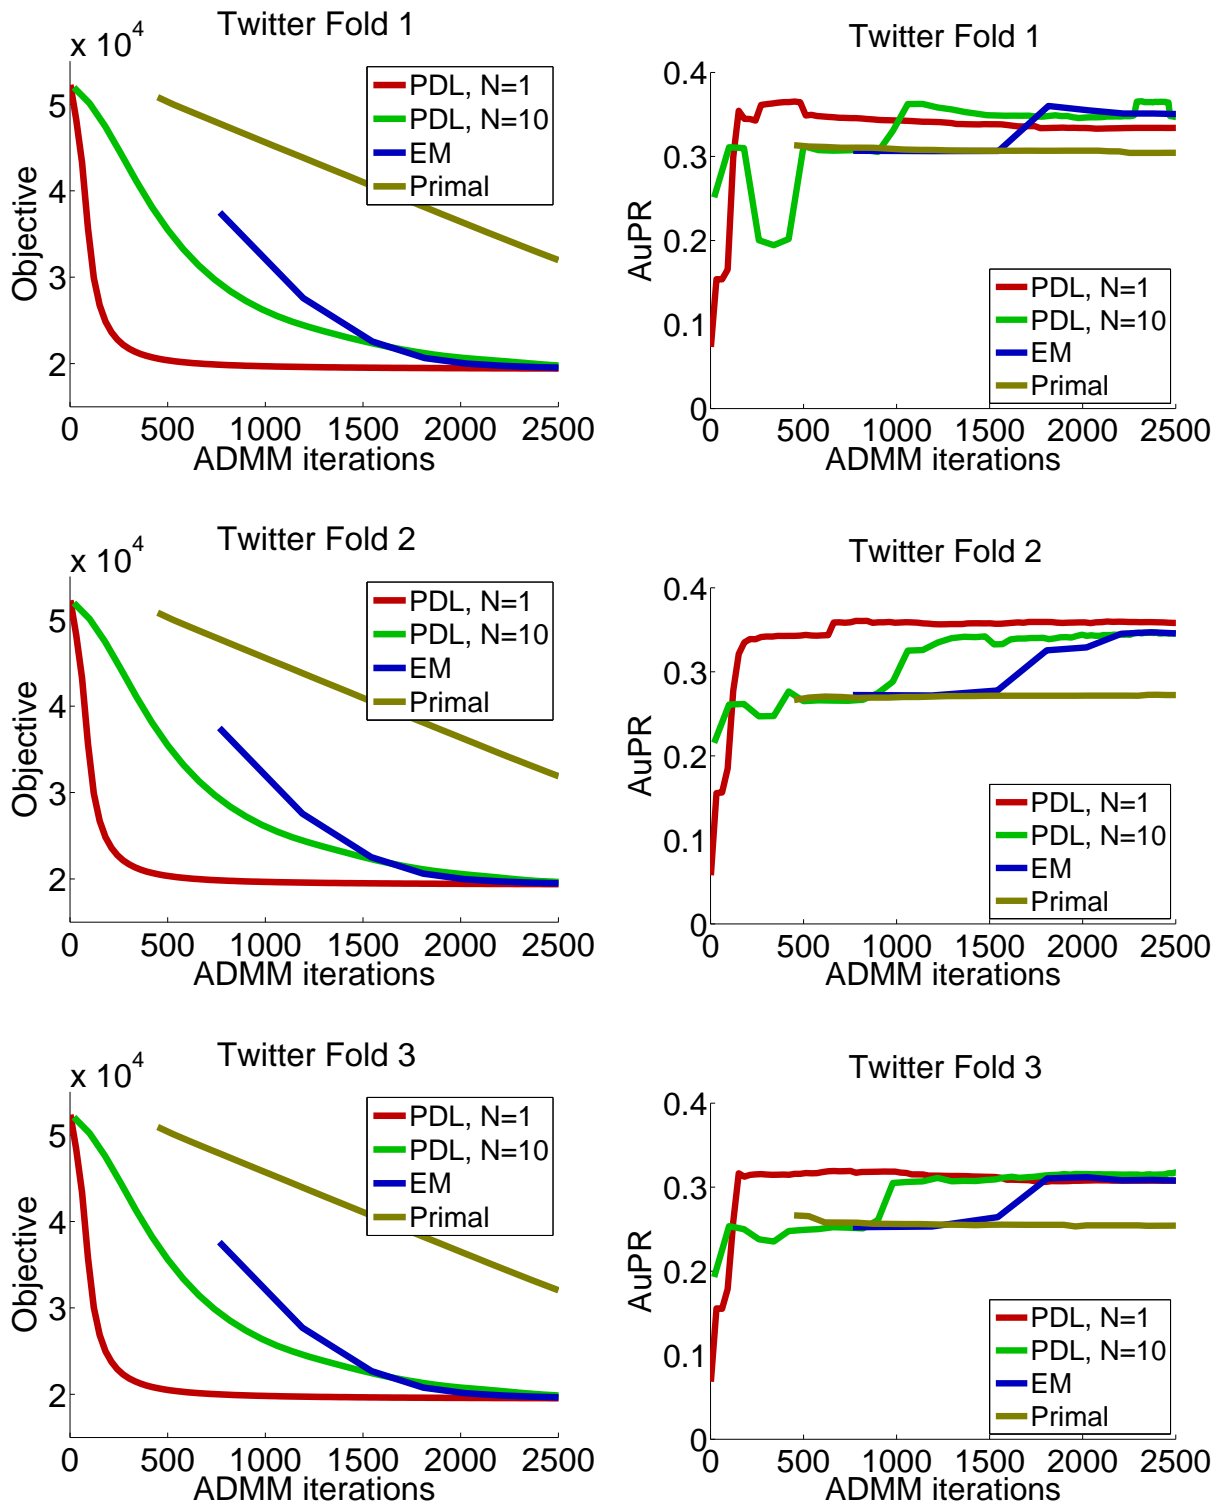 Twitter Fold 1
x 10^4
5
4
3
2
0 500 1000 1500 2000 2500
Objective
ADMM iterations
PDL, N=1
PDL, N=10
EM
Primal
Twitter Fold 1
0.4
0.3
0.2
0.1
0
0 500 1000 1500 2000 2500
AuPR
ADMM iterations
PDL, N=1
PDL, N=10
EM
Primal
Twitter Fold 2
x 10^4
5
4
3
2
0 500 1000 1500 2000 2500
Objective
ADMM iterations
PDL, N=1
PDL, N=10
EM
Primal
Twitter Fold 2
0.4
0.3
0.2
0.1
0
0 500 1000 1500 2000 2500
AuPR
ADMM iterations
PDL, N=1
PDL, N=10
EM
Primal
Twitter Fold 3
x 10^4
5
4
3
2
0 500 1000 1500 2000 2500
Objective
ADMM iterations
PDL, N=1
PDL, N=10
EM
Primal
Twitter Fold 3
0.4
0.3
0.2
0.1
0
0 500 1000 1500 2000 2500
AuPR
ADMM iterations
PDL, N=1
PDL, N=10
EM
Primal